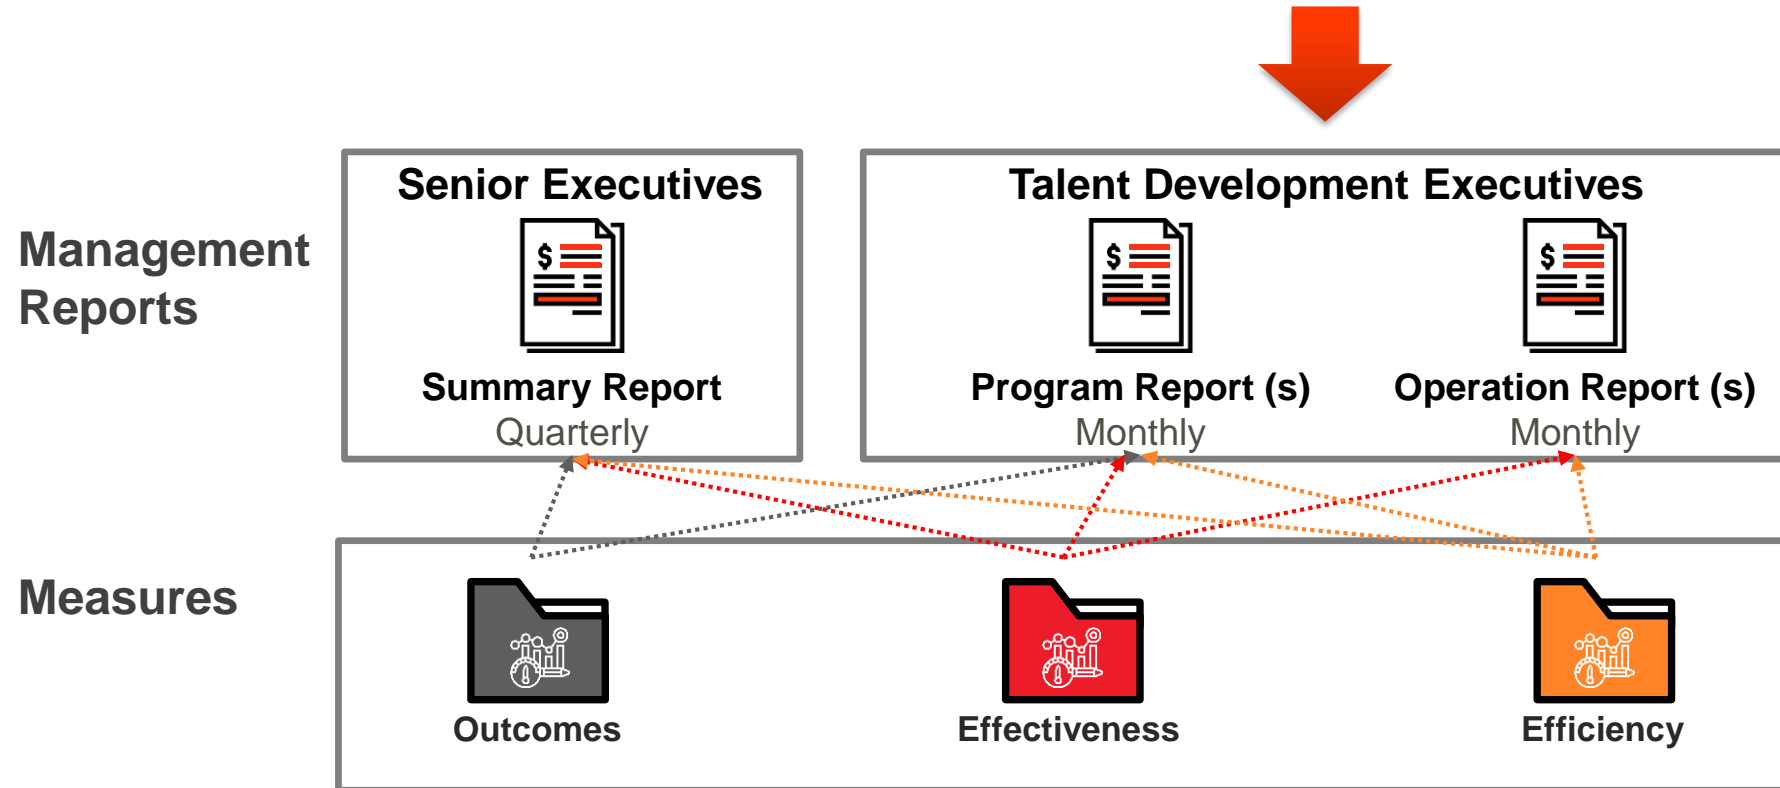 Management
Reports
Senior Executives
$
Summary Report
Quarterly
Talent Development Executives
$
Program Report (s)
Monthly
$
Operation Report (s)
Monthly
Measures
Outcomes
Effectiveness
Efficiency